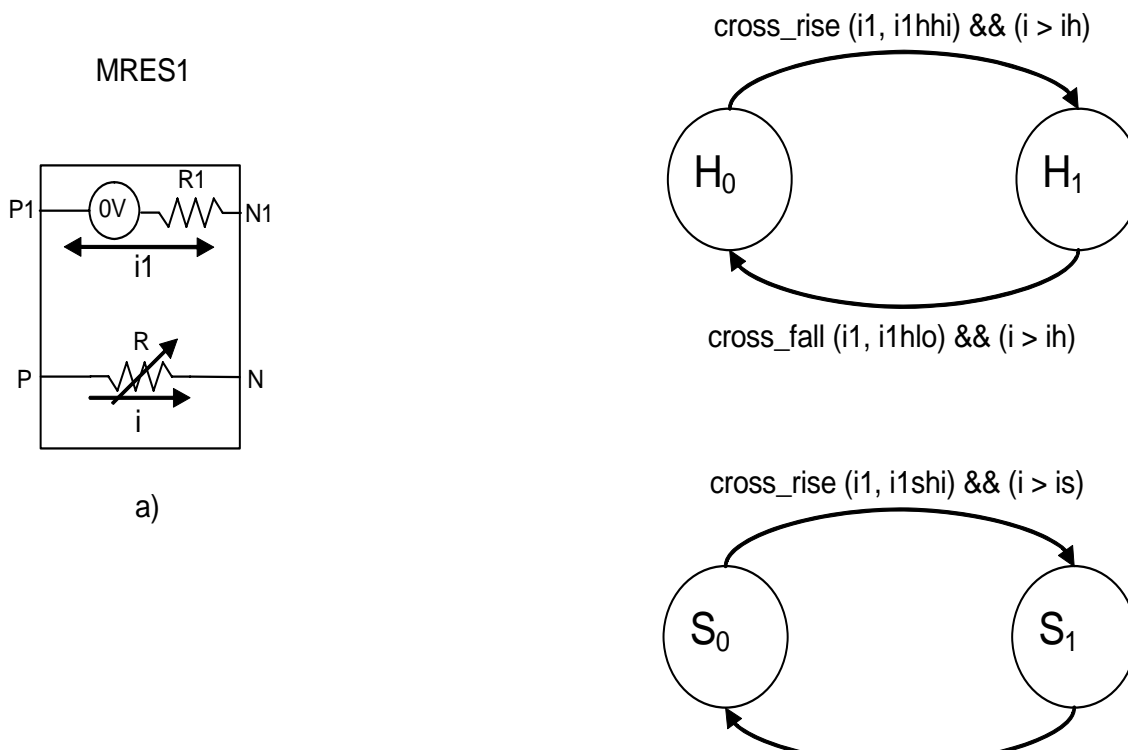 MRES1
P1
0V
R1
N1
i1
P
R
N
i
a)
cross_rise (i1, i1hhi) && (i > ih)
H0
H1
cross_fall (i1, i1hlo) && (i > ih)
cross_rise (i1, i1shi) && (i > is)
S0
S1